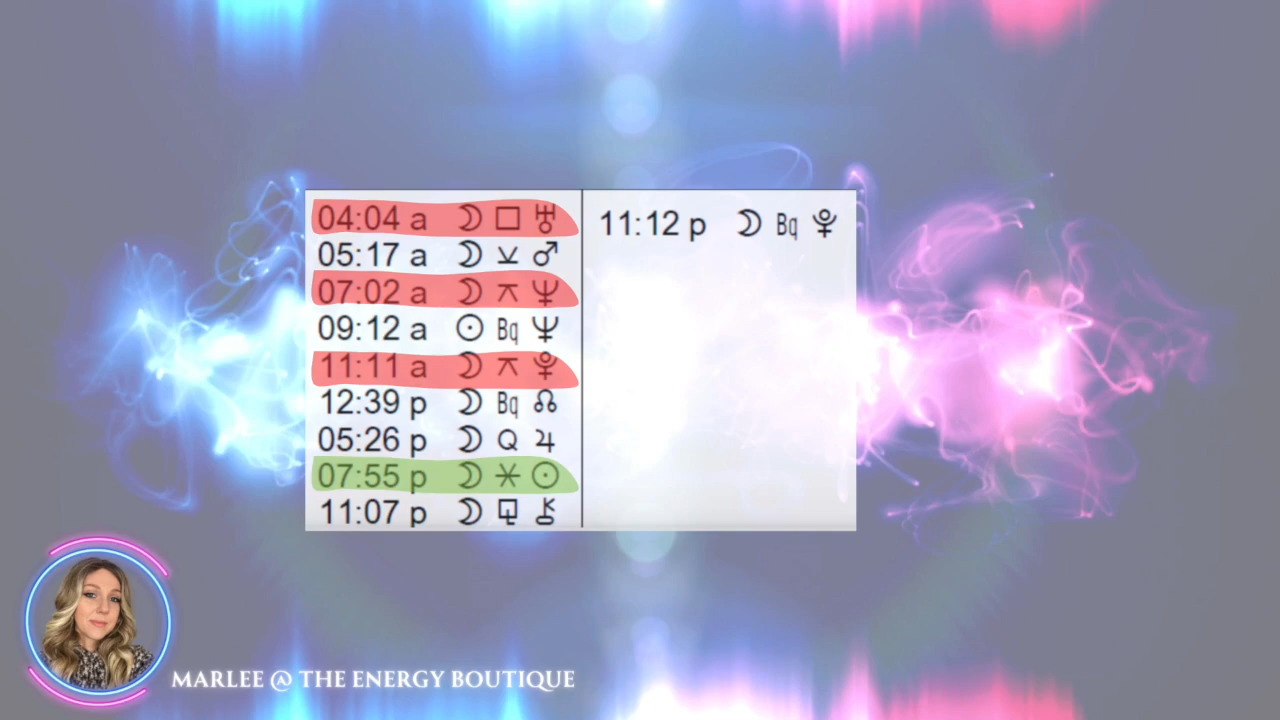 04:04 a ☽ □ ♅
05:17 a ☽ ⚺ ♂
07:02 a ☽ ⚻ ♆
09:12 a ☉ Bq ♆
11:11 a ☽ ⚻ ♇
12:39 p ☽ Bq ☊
05:26 p ☽ Q ♃
07:55 p ☽ ⚹ ☉
11:07 p ☽ ⚼ ⚷
11:12 p ☽ Bq ♇
MARLEE @ THE ENERGY BOUTIQUE